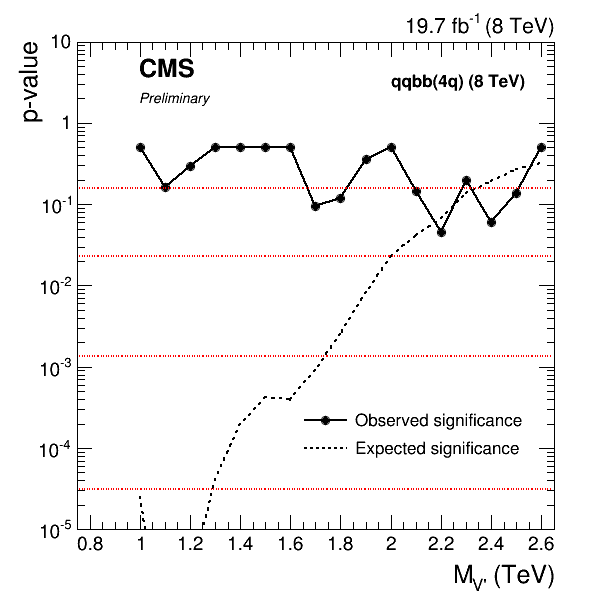 19.7 fb⁻¹ (8 TeV)
p-value
10
1
10⁻¹
10⁻²
10⁻³
10⁻⁴
10⁻⁵
CMS
Preliminary
qqbb(4q) (8 TeV)
Observed significance
Expected significance
0.8 1 1.2 1.4 1.6 1.8 2 2.2 2.4 2.6
M_V' (TeV)